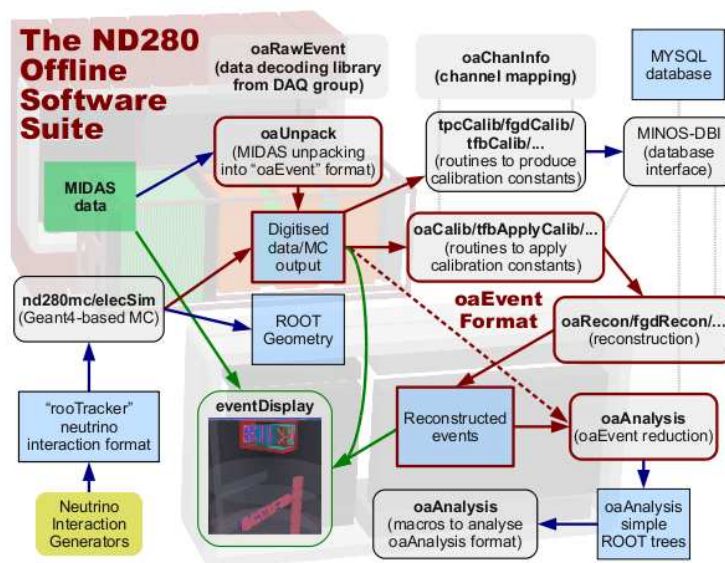 The ND280
Offline
Software
Suite
oaRawEvent
(data decoding library
from DAQ group)
oaChanInfo
(channel mapping)
MYSQL
database
oaUnpack
(MIDAS unpacking
into "oaEvent" format)
tpcCalib/fgdCalib/
tfbCalib/...
(routines to produce
calibration constants)
MINOS-DBI
(database
interface)
MIDAS
data
Digitised
data/MC
output
oaCalib/tfbApplyCalib/...
(routines to apply
calibration constants)
nd280mc/elecSim
(Geant4-based MC)
ROOT
Geometry
oaEvent
Format
oaRecon/fgdRecon/...
(reconstruction)
"rooTracker"
neutrino
interaction format
eventDisplay
Reconstructed
events
oaAnalysis
(oaEvent reduction)
Neutrino
Interaction
Generators
oaAnalysis
(macros to analyse
oaAnalysis format)
oaAnalysis
simple
ROOT trees